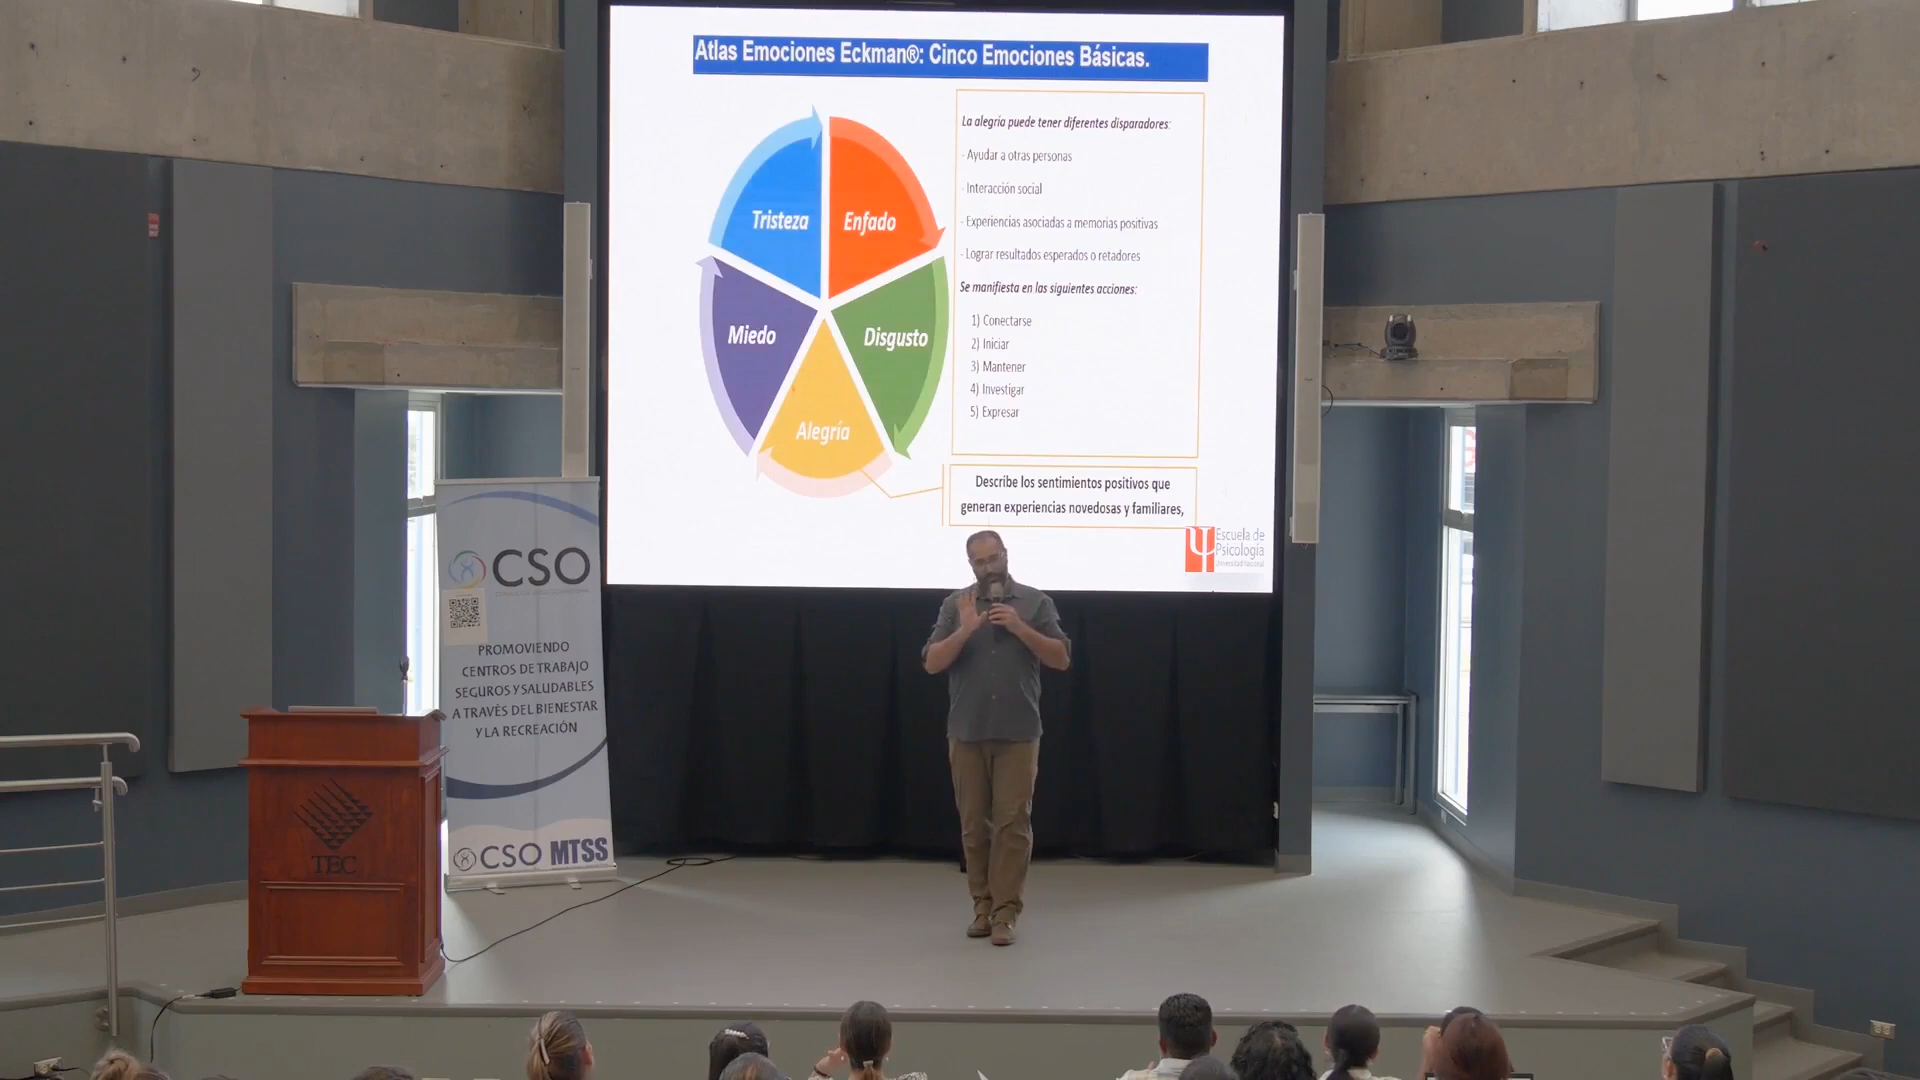 Atlas Emociones Eckman®: Cinco Emociones Básicas.
Tristeza
Enfado
Miedo
Disgusto
Alegría
La alegría puede tener diferentes disparadores:
- Ayudar a otras personas
- Interacción social
- Experiencias asociadas a memorias positivas
- Lograr resultados esperados o retadores
Se manifiesta en las siguientes acciones:
1) Conectarse
2) Iniciar
3) Mantener
4) Investigar
5) Expresar
Describe los sentimientos positivos que
generan experiencias novedosas y familiares,
Escuela de
Psicología
Universidad Nacional
CSO
PROMOVIENDO
CENTROS DE TRABAJO
SEGUROS Y SALUDABLES
A TRAVÉS DEL BIENESTAR
Y LA RECREACIÓN
CSO MTSS
TEC